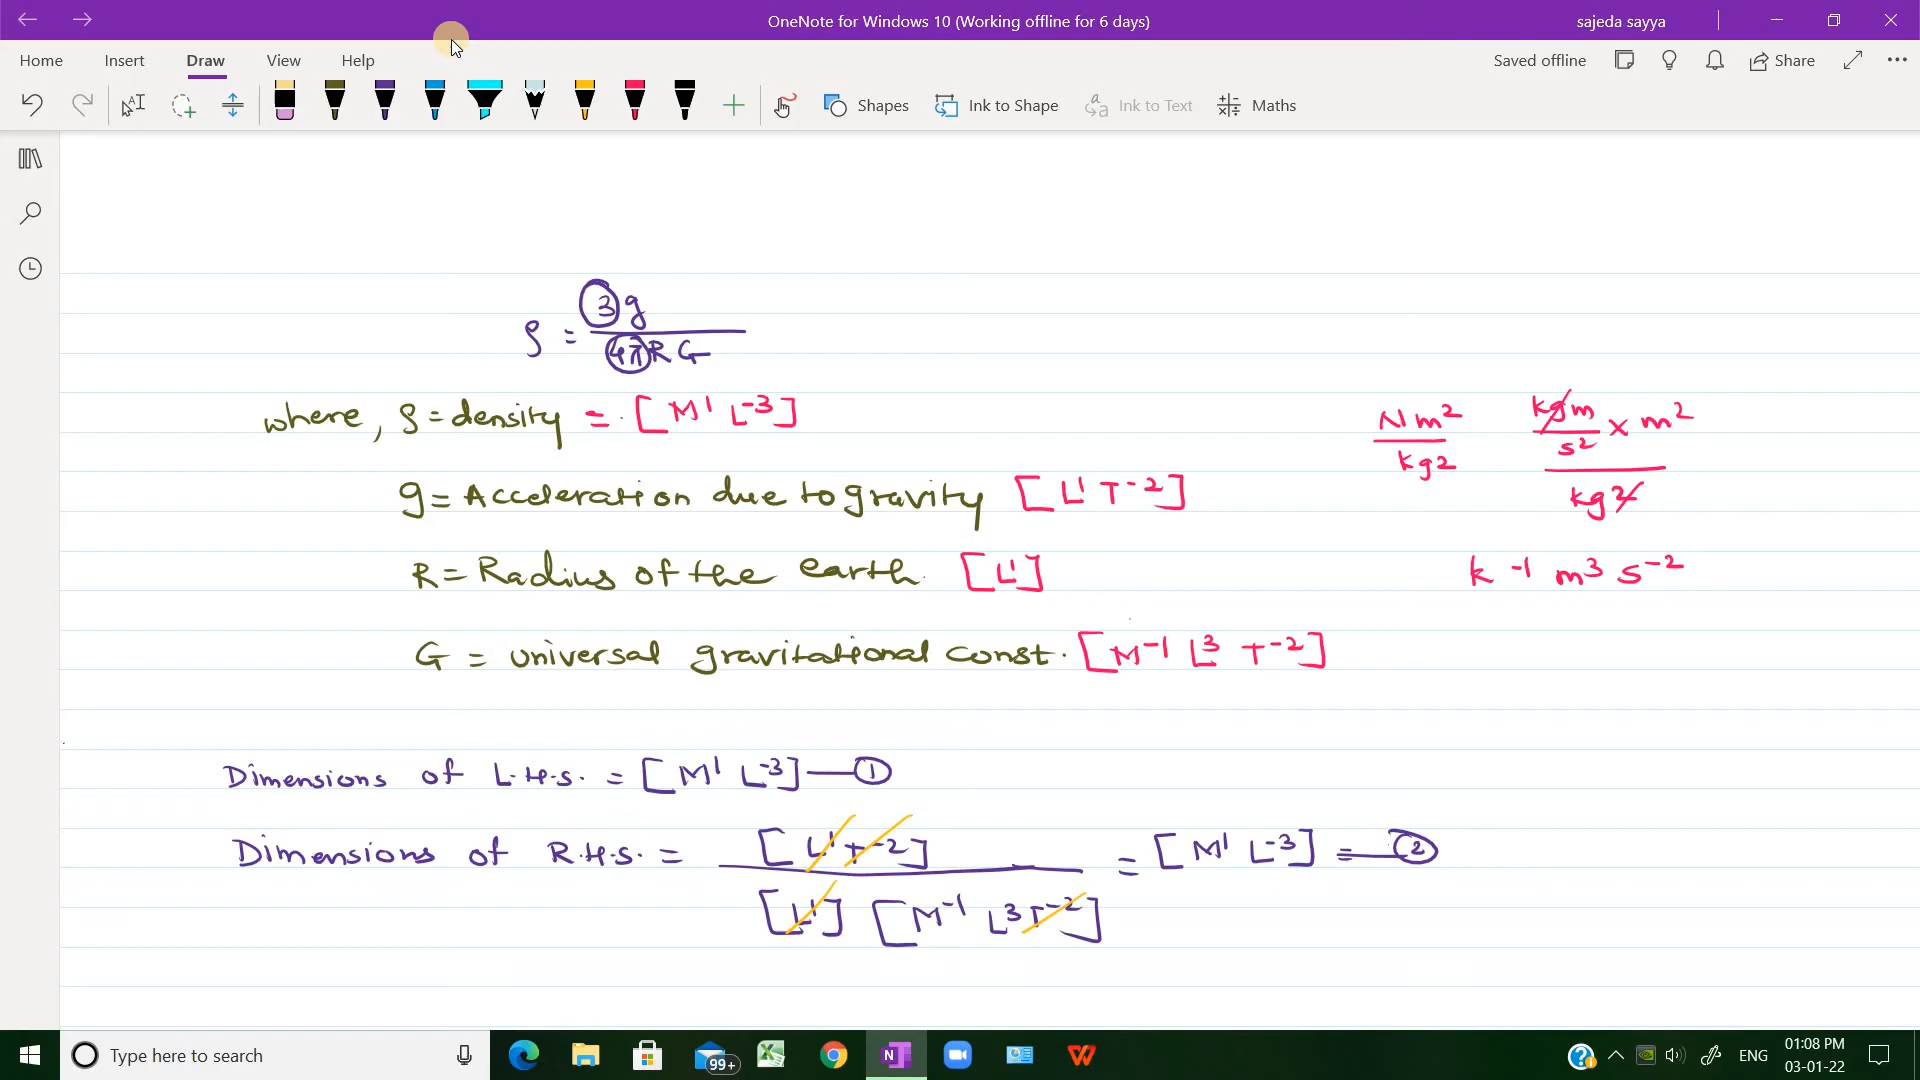 OneNote for Windows 10 (Working offline for 6 days) sajeda sayya
Home Insert Draw View Help Saved offline Share
Shapes Ink to Shape Ink to Text Maths
ρ = 3g / 4πRG
where, ρ = density = [M¹ L⁻³]
Nm² / kg² kgm / s² × m² / kg²
g = Acceleration due to gravity [L¹ T⁻²]
R = Radius of the earth. [L¹] k⁻¹ m³ s⁻²
G = universal gravitational const. [M⁻¹ L³ T⁻²]
Dimensions of L.H.S. = [M¹ L⁻³] — ①
Dimensions of R.H.S. = [L¹ T⁻²] / [L¹] [M⁻¹ L³ T⁻²] = [M¹ L⁻³] = — ②
Type here to search 99+ N ENG 01:08 PM
03-01-22